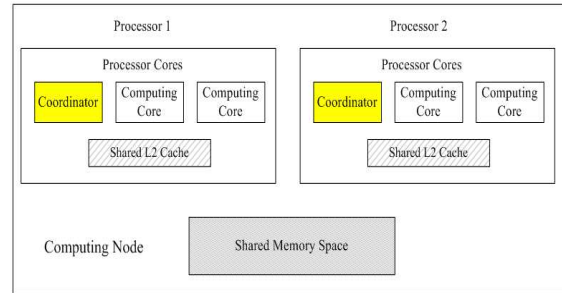 Processor 1
Processor 2
Processor Cores
Processor Cores
Coordinator
Computing
Core
Computing
Core
Coordinator
Computing
Core
Computing
Core
Shared L2 Cache
Shared L2 Cache
Computing Node
Shared Memory Space